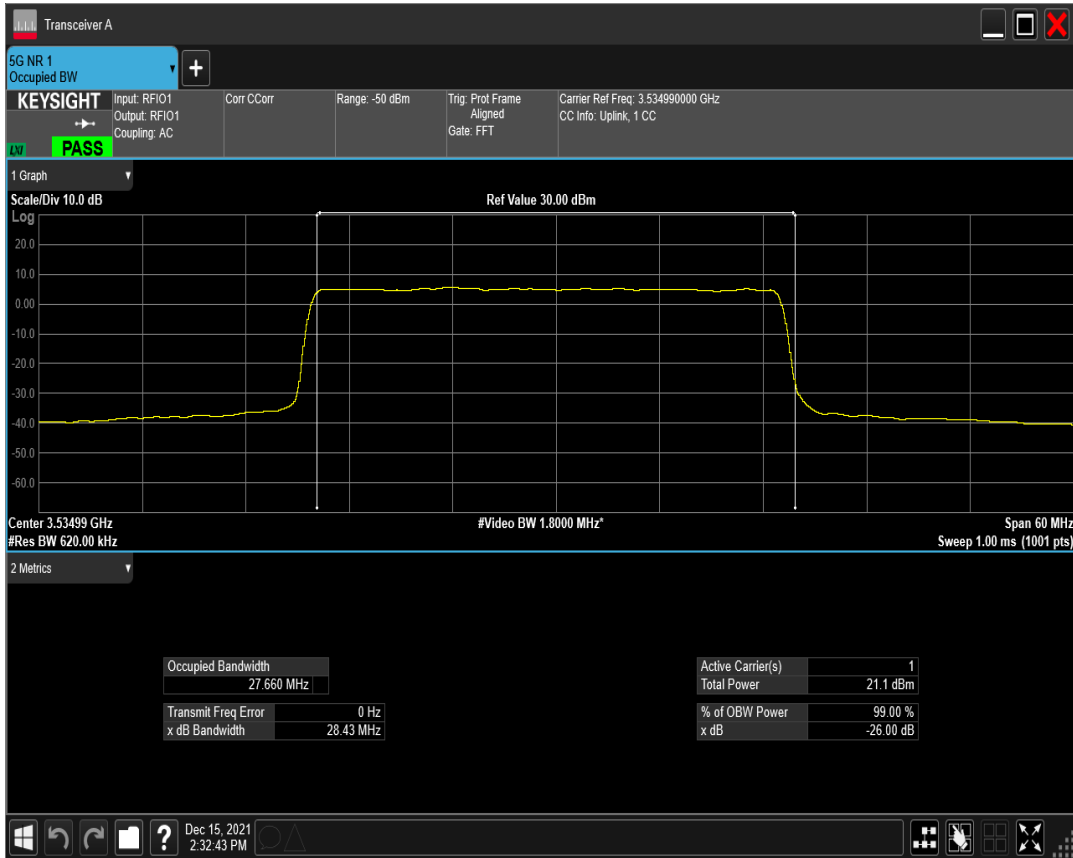 Transceiver A
5G NR 1
Occupied BW
+
KEYSIGHT
LXI
PASS
Input: RFIO1
Output: RFIO1
Coupling: AC
Corr CCorr
Range: -50 dBm
Trig: Prot Frame
Aligned
Gate: FFT
Carrier Ref Freq: 3.534990000 GHz
CC Info: Uplink, 1 CC
1 Graph
Scale/Div 10.0 dB
Ref Value 30.00 dBm
Log
20.0
10.0
0.00
-10.0
-20.0
-30.0
-40.0
-50.0
-60.0
Center 3.53499 GHz
#Video BW 1.8000 MHz*
Span 60 MHz
#Res BW 620.00 kHz
Sweep 1.00 ms (1001 pts)
2 Metrics
Occupied Bandwidth
27.660 MHz
Transmit Freq Error 0 Hz
x dB Bandwidth 28.43 MHz
Active Carrier(s) 1
Total Power 21.1 dBm
% of OBW Power 99.00 %
x dB -26.00 dB
?
Dec 15, 2021
2:32:43 PM